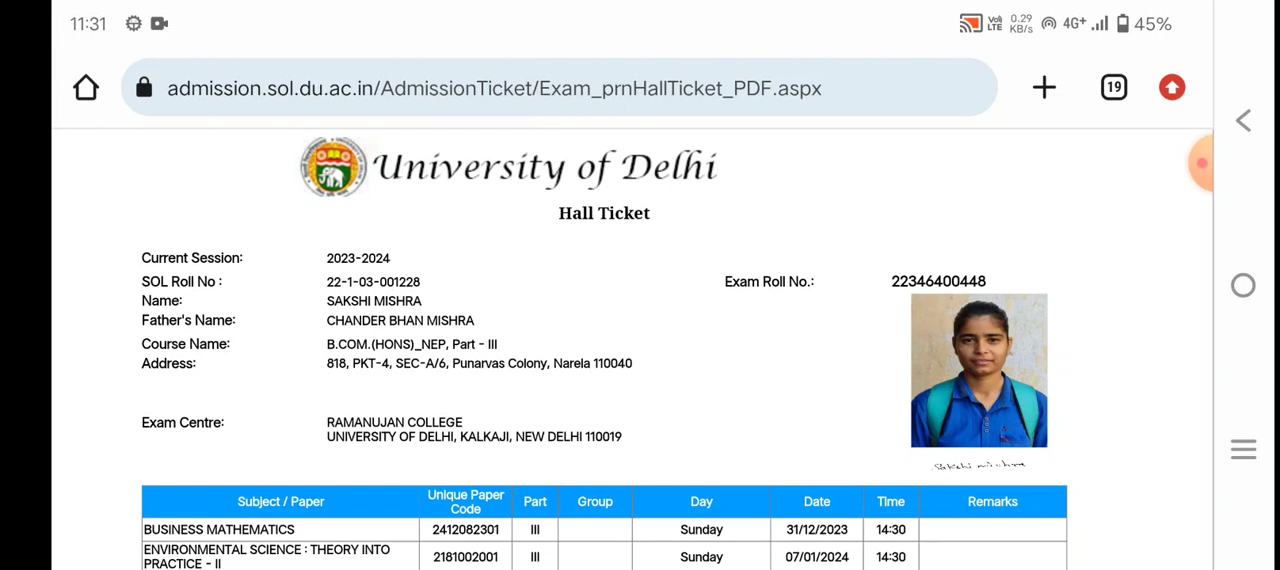 11:31 Vo) LTE 0.29 KB/s 4G+ 45%
admission.sol.du.ac.in/AdmissionTicket/Exam_prnHallTicket_PDF.aspx 19
University of Delhi
Hall Ticket
Current Session: 2023-2024
SOL Roll No : 22-1-03-001228 Exam Roll No.: 22346400448
Name: SAKSHI MISHRA
Father's Name: CHANDER BHAN MISHRA
Course Name: B.COM.(HONS)_NEP, Part - III
Address: 818, PKT-4, SEC-A/6, Punarvas Colony, Narela 110040
Exam Centre: RAMANUJAN COLLEGE
UNIVERSITY OF DELHI, KALKAJI, NEW DELHI 110019
Sakshi mishra
Subject / Paper Unique Paper Code Part Group Day Date Time Remarks
BUSINESS MATHEMATICS 2412082301 III Sunday 31/12/2023 14:30
ENVIRONMENTAL SCIENCE : THEORY INTO
PRACTICE - II 2181002001 III Sunday 07/01/2024 14:30